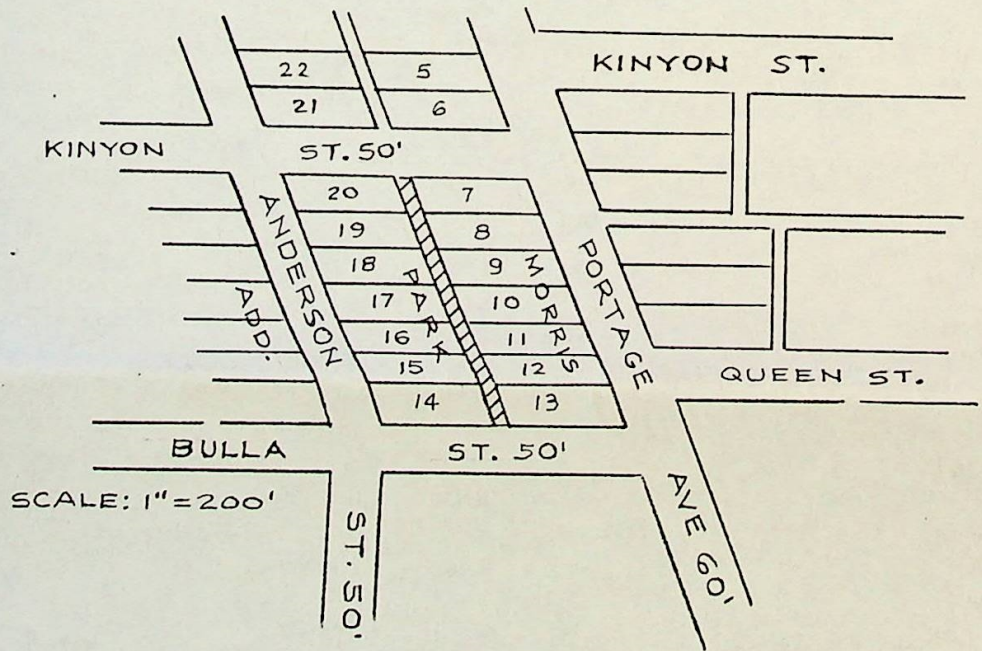 KINYON ST.
22 5
21 6
KINYON ST. 50'
20 7
19 8
18 9
17 10
16 11
15 12
14 13
ANDERSON
PARK
MORRIS
PORTAGE
ADD.
QUEEN ST.
BULLA ST. 50'
SCALE: 1"=200'
ST. 50'
AVE 60'